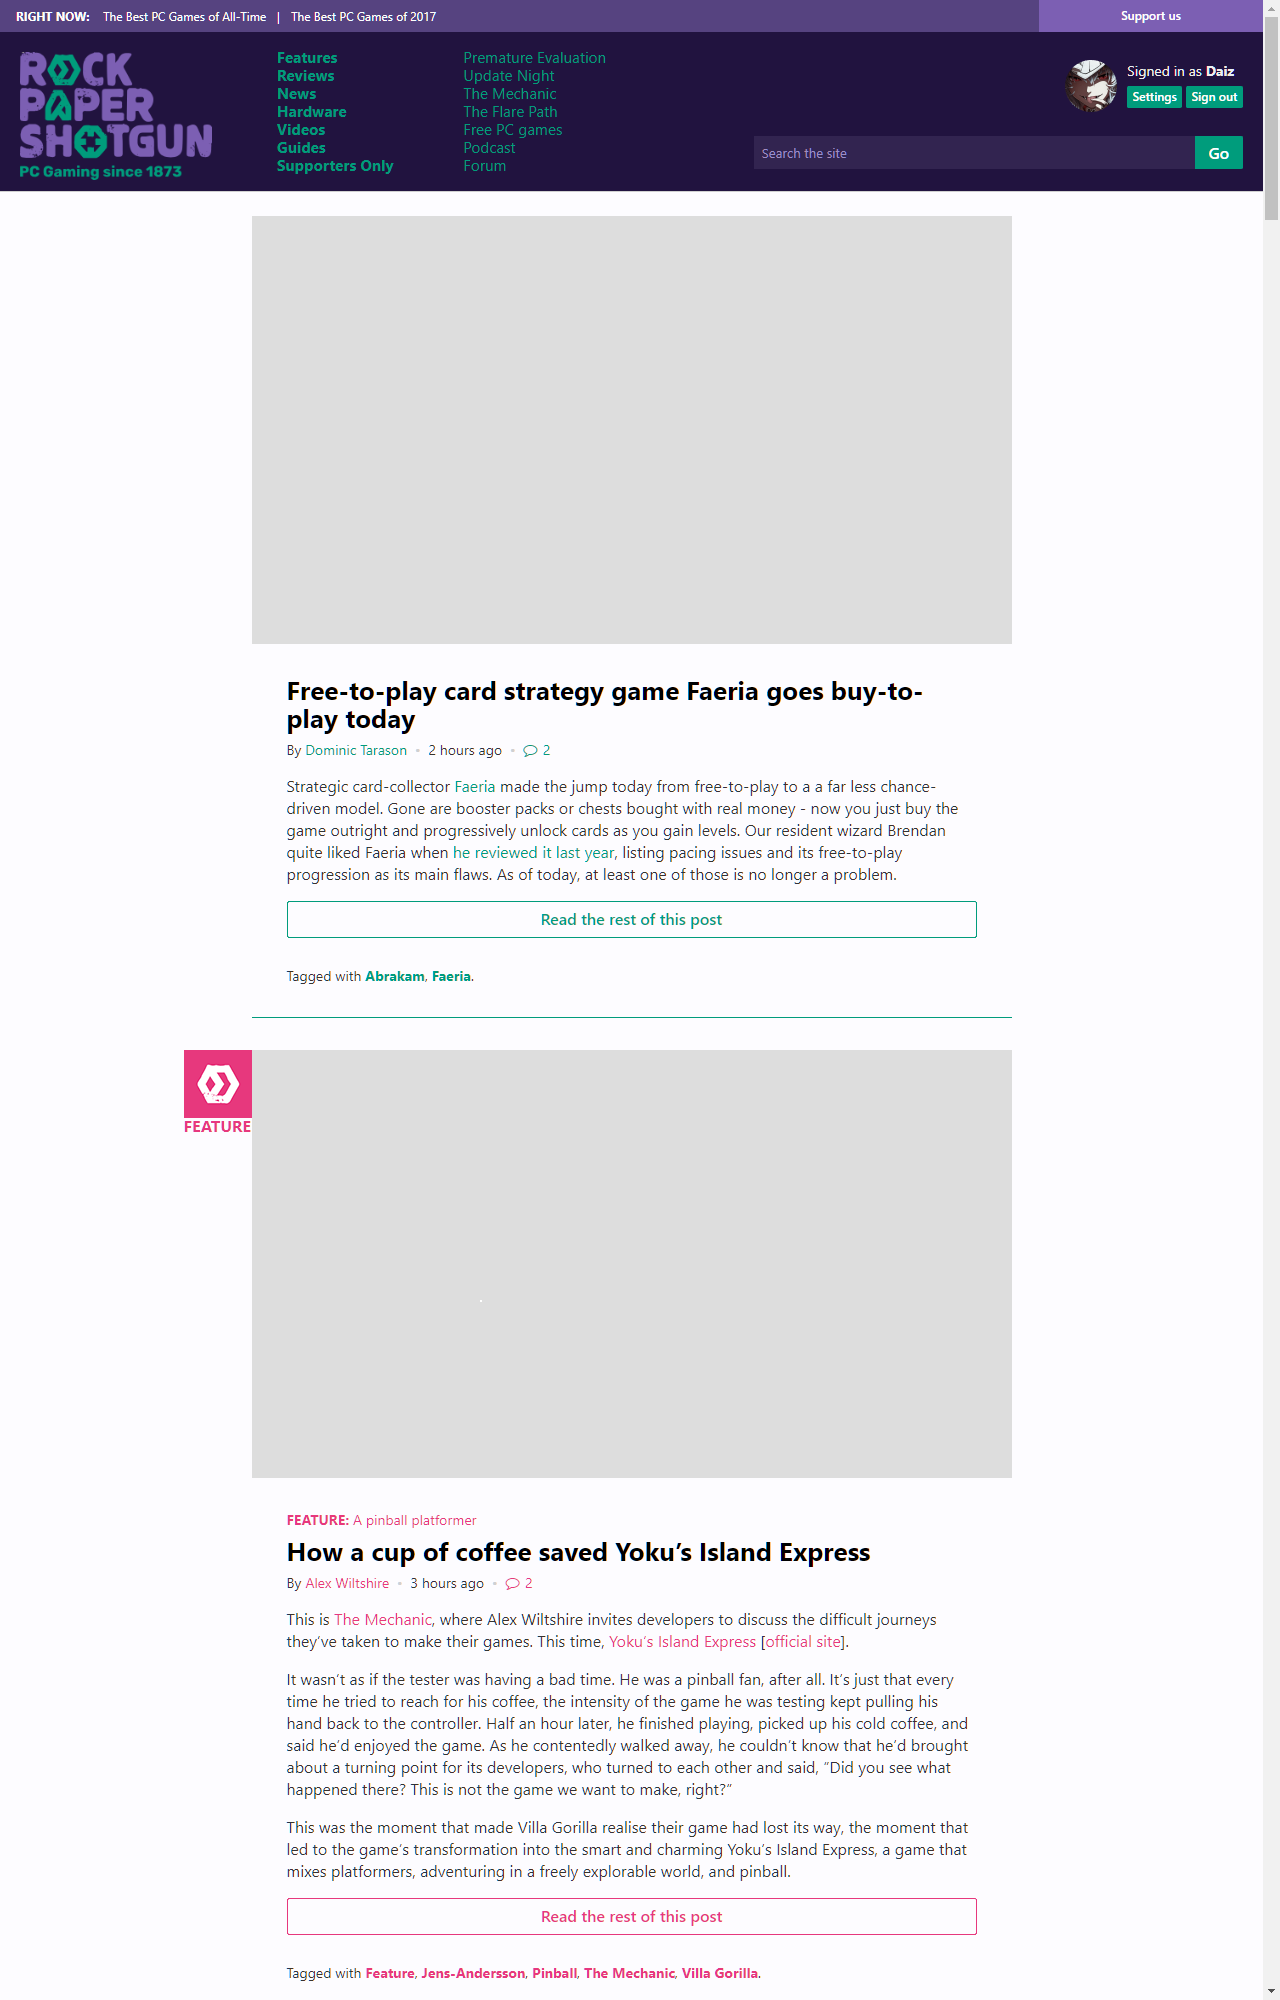 RIGHT NOW: The Best PC Games of All-Time | The Best PC Games of 2017
Support us
ROCK
PAPER
SHOTGUN
PC Gaming since 1873
Features
Reviews
News
Hardware
Videos
Guides
Supporters Only
Premature Evaluation
Update Night
The Mechanic
The Flare Path
Free PC games
Podcast
Forum
Signed in as Daiz
Settings Sign out
Search the site Go
Free-to-play card strategy game Faeria goes buy-to-
play today
By Dominic Tarason • 2 hours ago • 2
Strategic card-collector Faeria made the jump today from free-to-play to a a far less chance-
driven model. Gone are booster packs or chests bought with real money - now you just buy the
game outright and progressively unlock cards as you gain levels. Our resident wizard Brendan
quite liked Faeria when he reviewed it last year, listing pacing issues and its free-to-play
progression as its main flaws. As of today, at least one of those is no longer a problem.
Read the rest of this post
Tagged with Abrakam, Faeria.
FEATURE
FEATURE: A pinball platformer
How a cup of coffee saved Yoku’s Island Express
By Alex Wiltshire • 3 hours ago • 2
This is The Mechanic, where Alex Wiltshire invites developers to discuss the difficult journeys
they’ve taken to make their games. This time, Yoku’s Island Express [official site].
It wasn’t as if the tester was having a bad time. He was a pinball fan, after all. It’s just that every
time he tried to reach for his coffee, the intensity of the game he was testing kept pulling his
hand back to the controller. Half an hour later, he finished playing, picked up his cold coffee, and
said he’d enjoyed the game. As he contentedly walked away, he couldn’t know that he’d brought
about a turning point for its developers, who turned to each other and said, “Did you see what
happened there? This is not the game we want to make, right?”
This was the moment that made Villa Gorilla realise their game had lost its way, the moment that
led to the game’s transformation into the smart and charming Yoku’s Island Express, a game that
mixes platformers, adventuring in a freely explorable world, and pinball.
Read the rest of this post
Tagged with Feature, Jens-Andersson, Pinball, The Mechanic, Villa Gorilla.